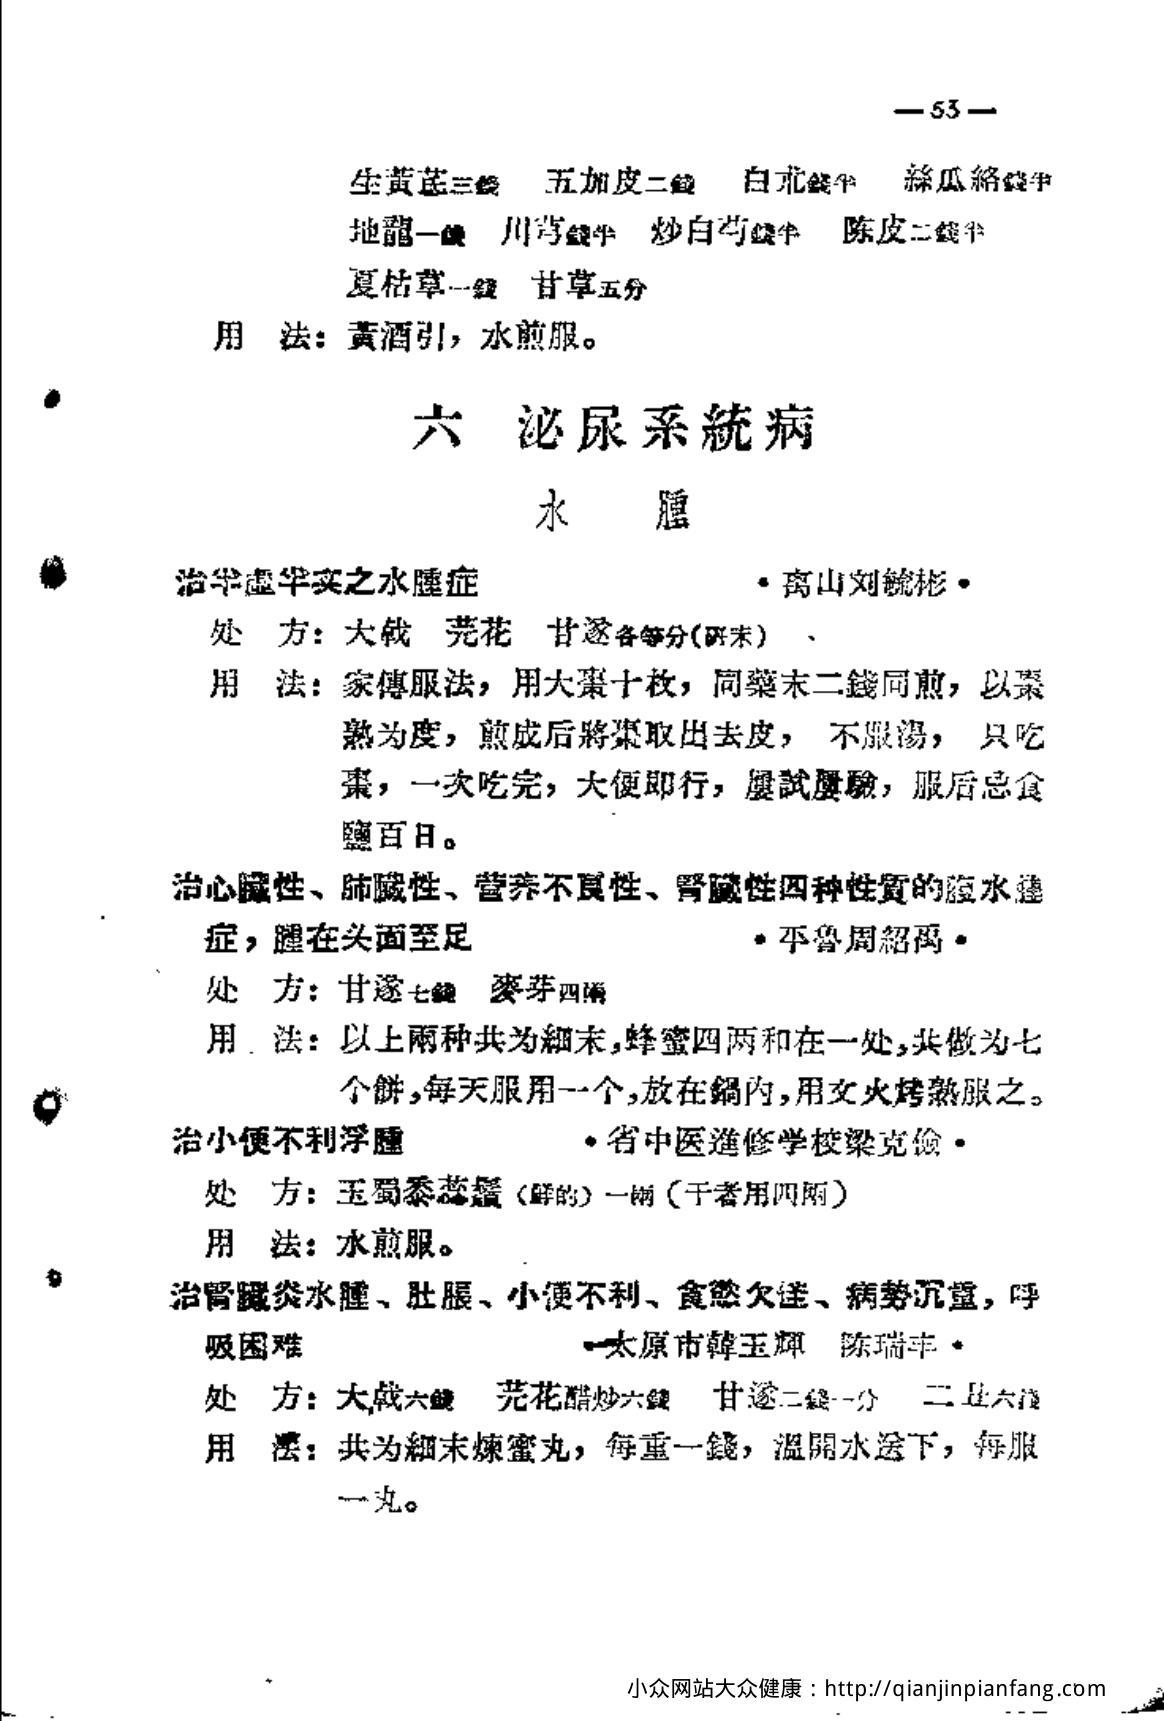 —53—
生黃芪三錢 五加皮二錢 白朮錢半 絲瓜絡錢半
地龍一錢 川芎錢半 炒白芍錢半 陈皮二錢半
夏枯草一錢 甘草五分
用 法：黃酒引，水煎服。
六 泌尿系統病
水 腫
治半虛半实之水腫症 •离山刘毓彬•
处 方：大戟 芫花 甘遂各等分(研末)
用 法：家傳服法，用大棗十枚，同藥末二錢同煎，以棗
熟为度，煎成后將棗取出去皮， 不服湯， 只吃
棗，一次吃完，大便即行，屢試屢驗，服后忌食
鹽百日。
治心臟性、肺臟性、营养不良性、腎臟性四种性質的腹水腫
症，腫在头面至足 •平魯周紹禹•
处 方：甘遂七錢 麥芽四兩
用 法：以上兩种共为細末，蜂蜜四两和在一处，共做为七
个餅，每天服用一个，放在鍋內，用文火烤熟服之。
治小便不利浮腫 •省中医進修学校梁克儉•
处 方：玉蜀黍蕊鬚（鮮的）一兩（干者用四兩）
用 法：水煎服。
治腎臟炎水腫、肚脹、小便不利、食慾欠佳、病勢沉重，呼
吸困难 •太原市韓玉輝 陈瑞丰•
处 方：大戟六錢 芫花醋炒六錢 甘遂二錢一分 二丑六錢
用 法：共为細末煉蜜丸，每重一錢，溫開水送下，每服
一丸。
小众网站大众健康：http://qianjinpianfang.com